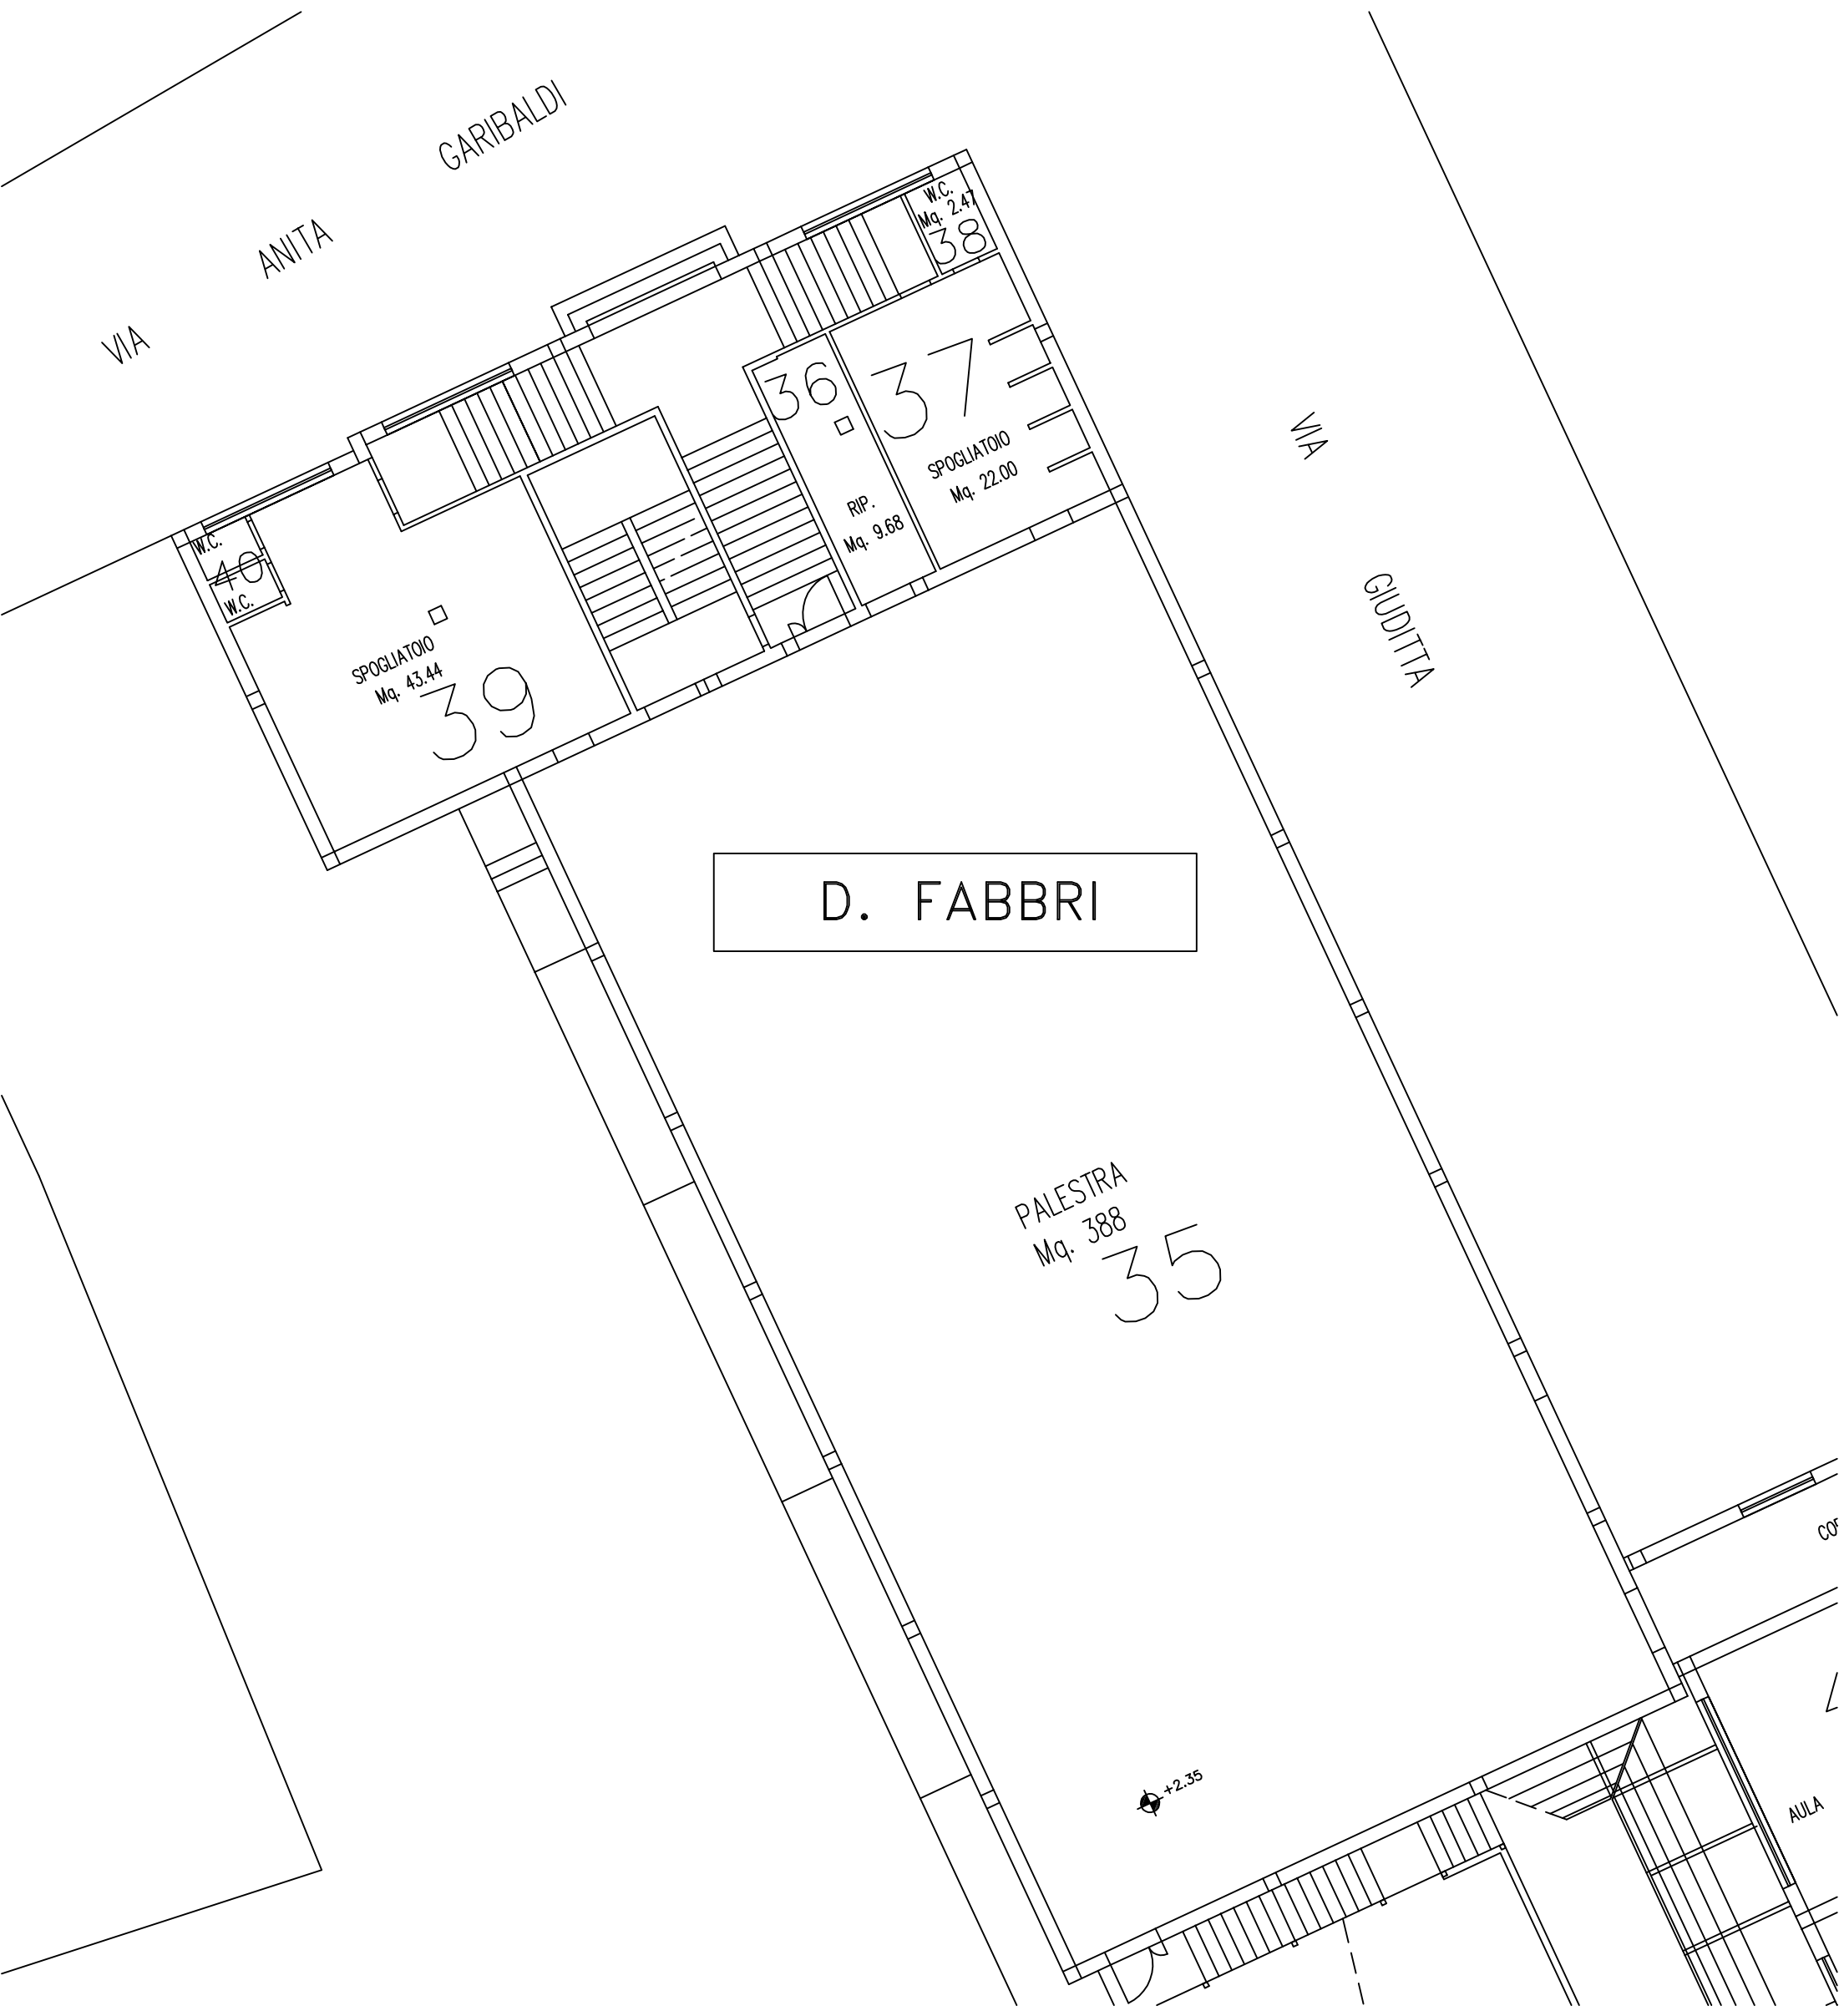 VIA ANITA GARIBALDI
W.C.
Mq. 2.47
38
36
37
SPOGLIATOIO
Mq. 22.00
RIP.
Mq. 9.68
VIA GIUDITTA
W.C.
40
W.C.
SPOGLIATOIO
Mq. 43.44
39
D. FABBRI
PALESTRA
Mq. 388
35
+2.35
AULA